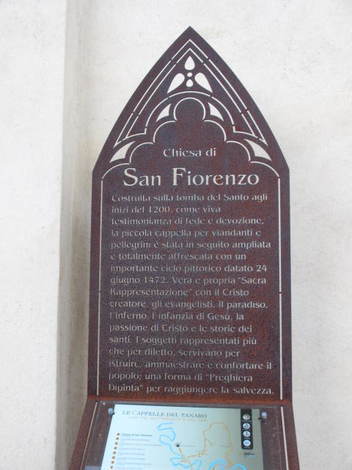 Chiesa di
San Fiorenzo
Costruita sulla tomba del Santo agli
inizi del 1200, come viva
testimonianza di fede e devozione,
la piccola cappella per viandanti e
pellegrini è stata in seguito ampliata
e totalmente affrescata con un
importante ciclo pittorico datato 24
giugno 1472. Vera e propria "Sacra
Rappresentazione" con il Cristo
creatore, gli evangelisti, il paradiso,
l'inferno, l'infanzia di Gesù, la
passione di Cristo e le storie dei
santi. I soggetti rappresentati più
che per diletto, servivano per
istruire, ammaestrare e confortare il
popolo; una forma di "Preghiera
Dipinta" per raggiungere la salvezza.
LE CAPPELLE DEL